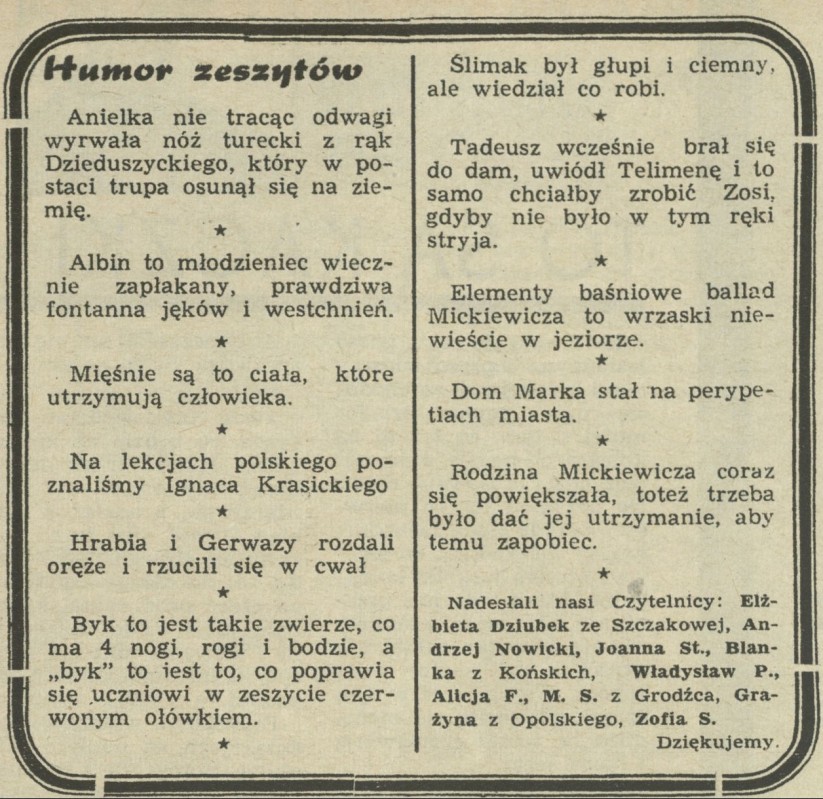 Humor zeszytów
Anielka nie tracąc odwagi
wyrwała nóż turecki z rąk
Dzieduszyckiego, który w po-
staci trupa osunął się na zie-
mię.
★
Albin to młodzieniec wiecz-
nie zapłakany, prawdziwa
fontanna jęków i westchnień.
★
Mięśnie są to ciała, które
utrzymują człowieka.
★
Na lekcjach polskiego po-
znaliśmy Ignaca Krasickiego
★
Hrabia i Gerwazy rozdali
oręże i rzucili się w cwał
★
Byk to jest takie zwierze, co
ma 4 nogi, rogi i bodzie, a
„byk” to jest to, co poprawia
się uczniowi w zeszycie czer-
wonym ołówkiem.
★
Ślimak był głupi i ciemny,
ale wiedział co robi.
★
Tadeusz wcześnie brał się
do dam, uwiódł Telimenę i to
samo chciałby zrobić Zosi,
gdyby nie było w tym ręki
stryja.
★
Elementy baśniowe ballad
Mickiewicza to wrzaski nie-
wieście w jeziorze.
★
Dom Marka stał na perype-
tiach miasta.
★
Rodzina Mickiewicza coraz
się powiększała, toteż trzeba
było dać jej utrzymanie, aby
temu zapobiec.
★
Nadesłali nasi Czytelnicy: Elż-
bieta Dziubek ze Szczakowej, An-
drzej Nowicki, Joanna St., Blan-
ka z Końskich, Władysław P.,
Alicja F., M. S. z Grodźca, Gra-
żyna z Opolskiego, Zofia S.
Dziękujemy.